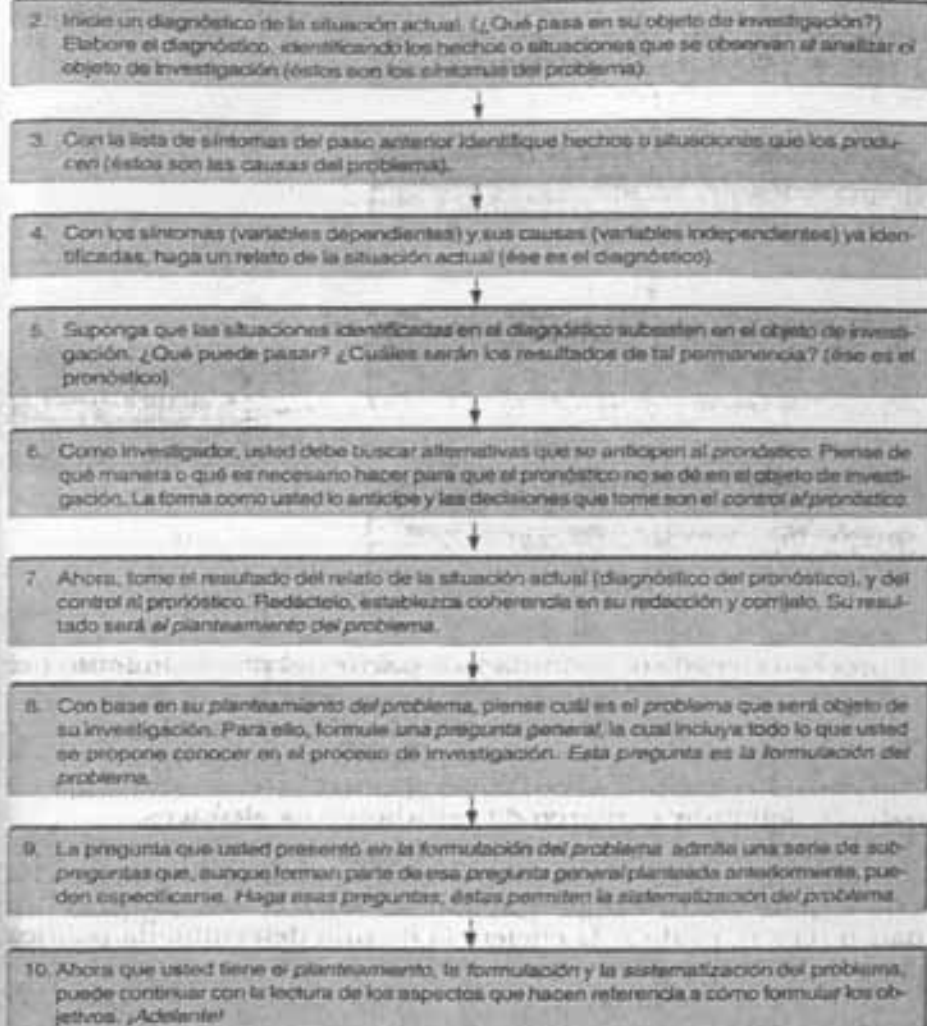 2. Inicie un diagnóstico de la situación actual. (¿Qué pasa en su objeto de investigación?)
Elabore el diagnóstico, identificando los hechos o situaciones que se observan al analizar el
objeto de investigación (éstos son los síntomas del problema).
3. Con la lista de síntomas del paso anterior identifique hechos o situaciones que los produ-
cen (éstos son las causas del problema).
4. Con los síntomas (variables dependientes) y sus causas (variables independientes) ya iden-
tificadas, haga un relato de la situación actual (ése es el diagnóstico).
5. Suponga que las situaciones identificadas en el diagnóstico subsisten en el objeto de investi-
gación. ¿Qué puede pasar? ¿Cuáles serán los resultados de tal permanencia? (ése es el
pronóstico)
6. Como investigador, usted debe buscar alternativas que se anticipen al pronóstico. Piense de
qué manera o qué es necesario hacer para que el pronóstico no se dé en el objeto de investi-
gación. La forma como usted lo anticipe y las decisiones que tome son el control al pronóstico
7. Ahora, tome el resultado del relato de la situación actual (diagnóstico del pronóstico), y del
control al pronóstico. Redáctelo, establezca coherencia en su redacción y corríjalo. Su resul-
tado será el planteamiento del problema.
8. Con base en su planteamiento del problema, piense cuál es el problema que será objeto de
su investigación. Para ello, formule una pregunta general, la cual incluya todo lo que usted
se propone conocer en el proceso de investigación. Esta pregunta es la formulación del
problema.
9. La pregunta que usted presentó en la formulación del problema admite una serie de sub-
preguntas que, aunque forman parte de esa pregunta general planteada anteriormente, pue-
den especificarse. Haga esas preguntas; éstas permiten la sistematización del problema.
10. Ahora que usted tiene el planteamiento, la formulación y la sistematización del problema,
puede continuar con la lectura de los aspectos que hacen referencia a cómo formular los ob-
jetivos. ¡Adelante!